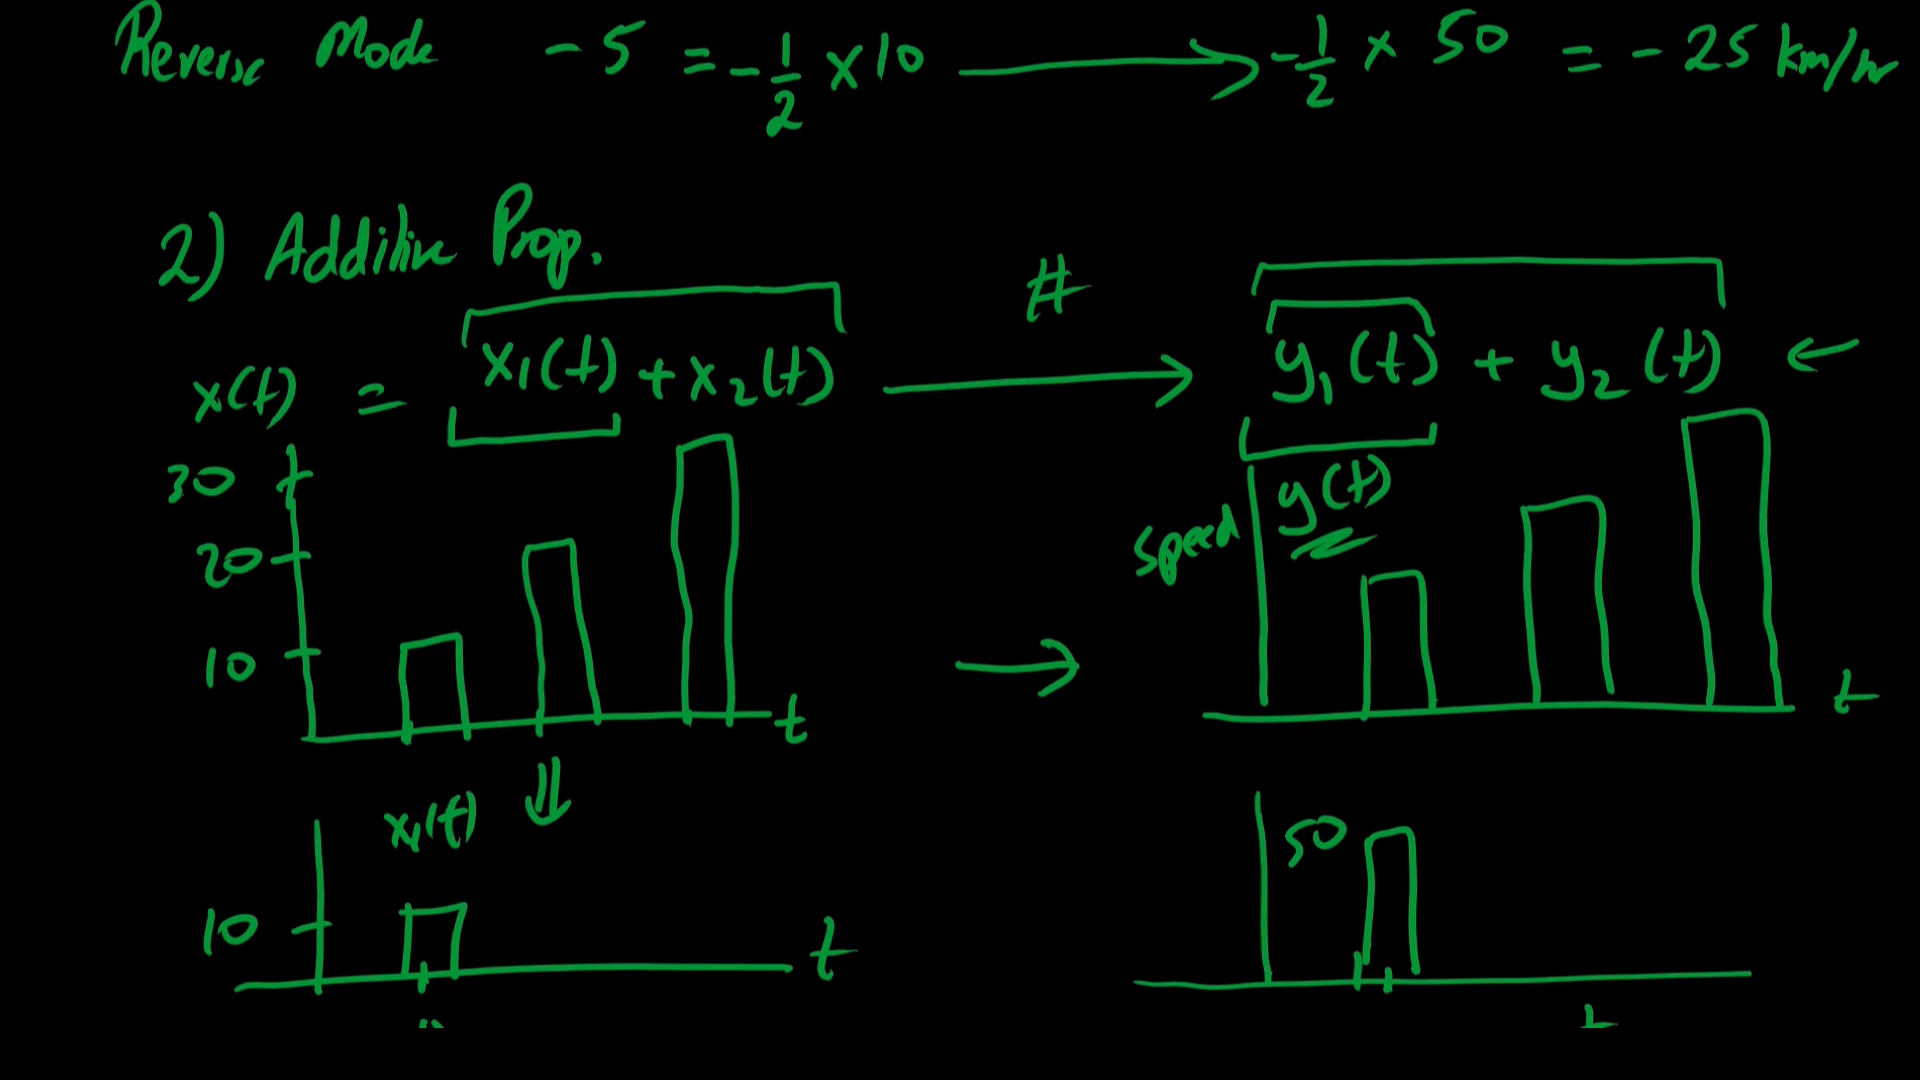 Reverse Mode -5 = -1/2 x 10 → -1/2 x 50 = -25 km/hr
2) Additive Prop.
#
x(t) = x₁(t) + x₂(t) → y₁(t) + y₂(t) ←
30
20
10
t
speed
y(t)
t
x₁(t)
10
t
50
t